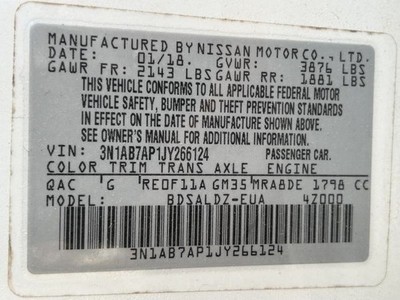 MANUFACTURED BY NISSAN MOTOR CO., LTD.
DATE: 01/18. GVWR: 3876 LBS
GAWR FR: 2143 LBS GAWR RR: 1881 LBS
THIS VEHICLE CONFORMS TO ALL APPLICABLE FEDERAL MOTOR
VEHICLE SAFETY, BUMPER AND THEFT PREVENTION STANDARDS
IN EFFECT ON THE DATE OF MANUFACTURE SHOWN ABOVE.
SEE OWNER'S MANUAL FOR ADDITIONAL INFORMATION.
VIN: 3N1AB7AP1JY266124 PASSENGER CAR.
COLOR TRIM TRANS AXLE ENGINE
QAC G RE0F11A GM35 MRA8DE 1798 CC
MODEL: BDSALDZ-EUA 4Z000
3N1AB7AP1JY266124